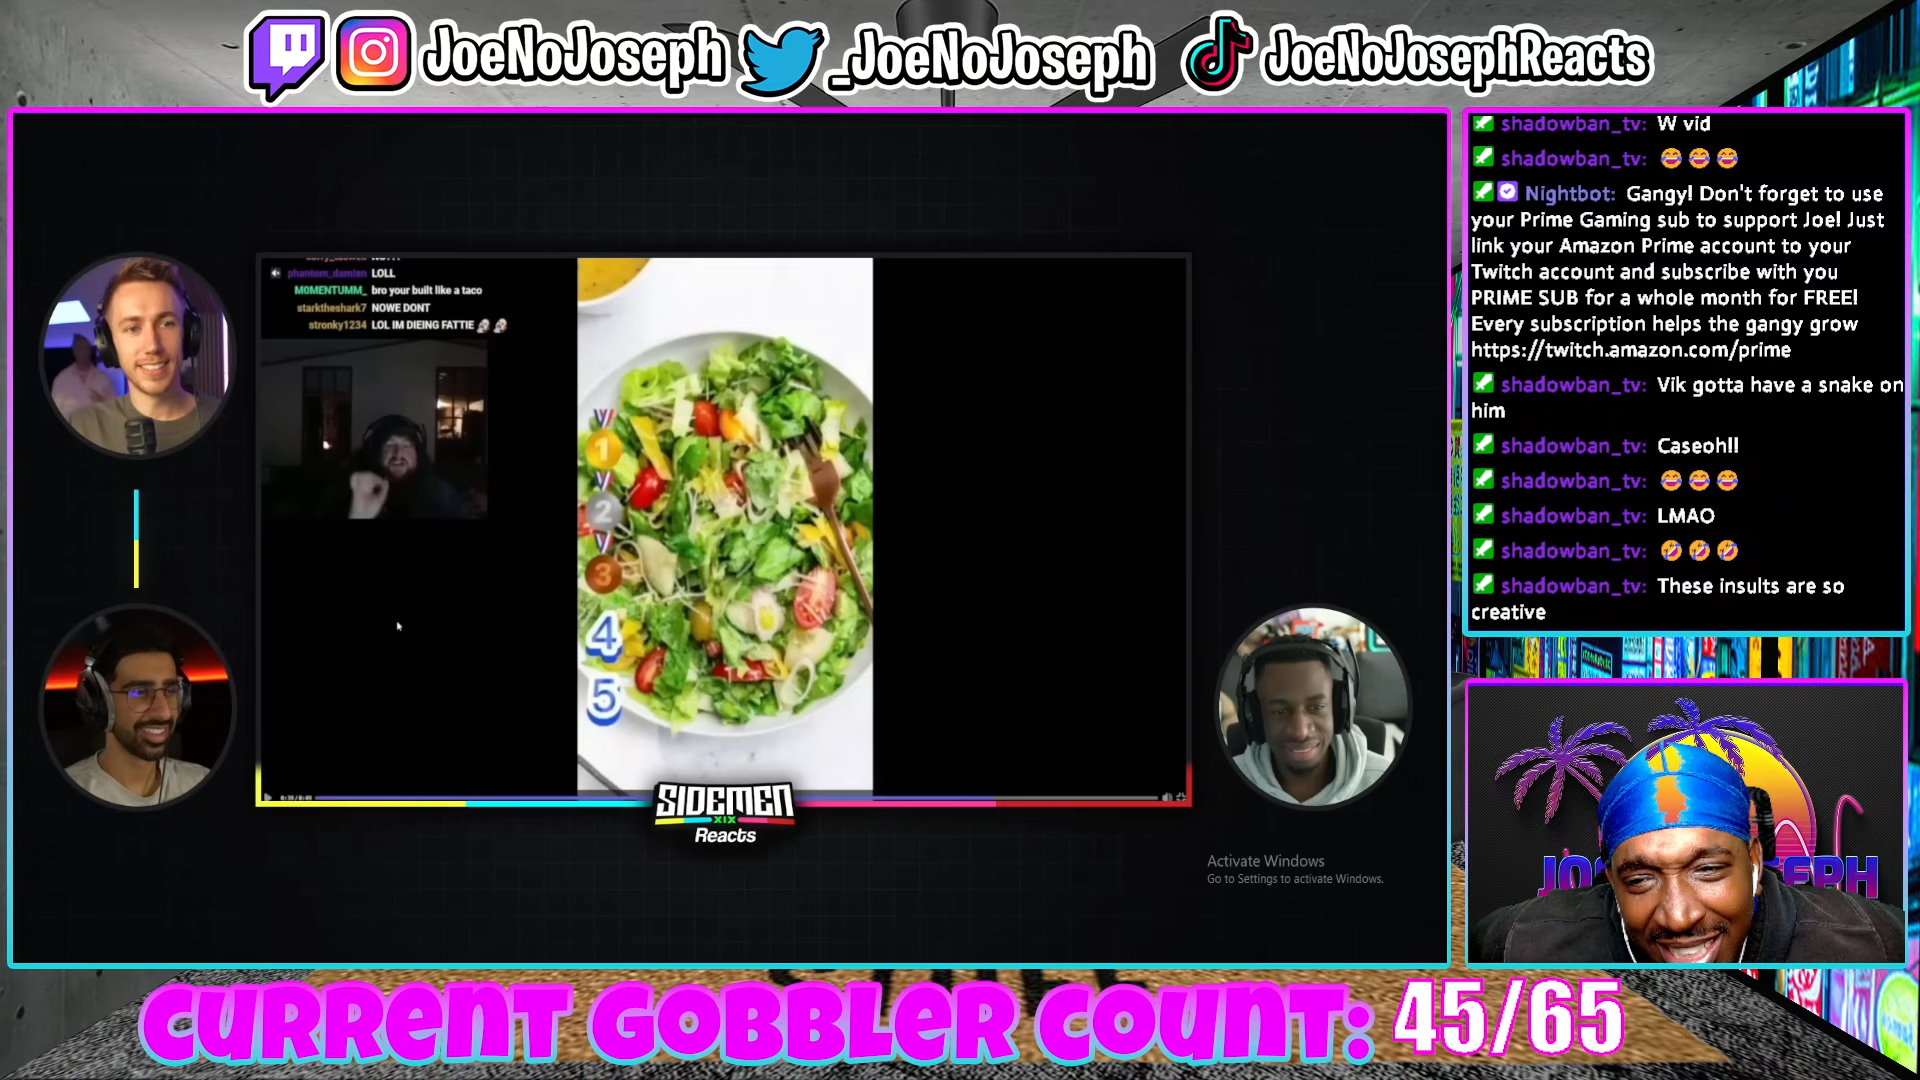 JoeNoJoseph _JoeNoJoseph JoeNoJosephReacts
phantom_damien LOLL
M0MENTUMM_ bro your built like a taco
starktheshark7 NOWE DONT
stronky1234 LOL IM DIEING FATTIE
1
2
3
4
5
SIDEMEN
XIX
Reacts
Activate Windows
Go to Settings to activate Windows.
shadowban_tv: W vid
shadowban_tv:
Nightbot: Gangy! Don't forget to use
your Prime Gaming sub to support Joe! Just
link your Amazon Prime account to your
Twitch account and subscribe with you
PRIME SUB for a whole month for FREE!
Every subscription helps the gangy grow
https://twitch.amazon.com/prime
shadowban_tv: Vik gotta have a snake on
him
shadowban_tv: Caseoh!!
shadowban_tv:
shadowban_tv: LMAO
shadowban_tv:
shadowban_tv: These insults are so
creative
CURRENT GOBBLER COUNT: 45/65